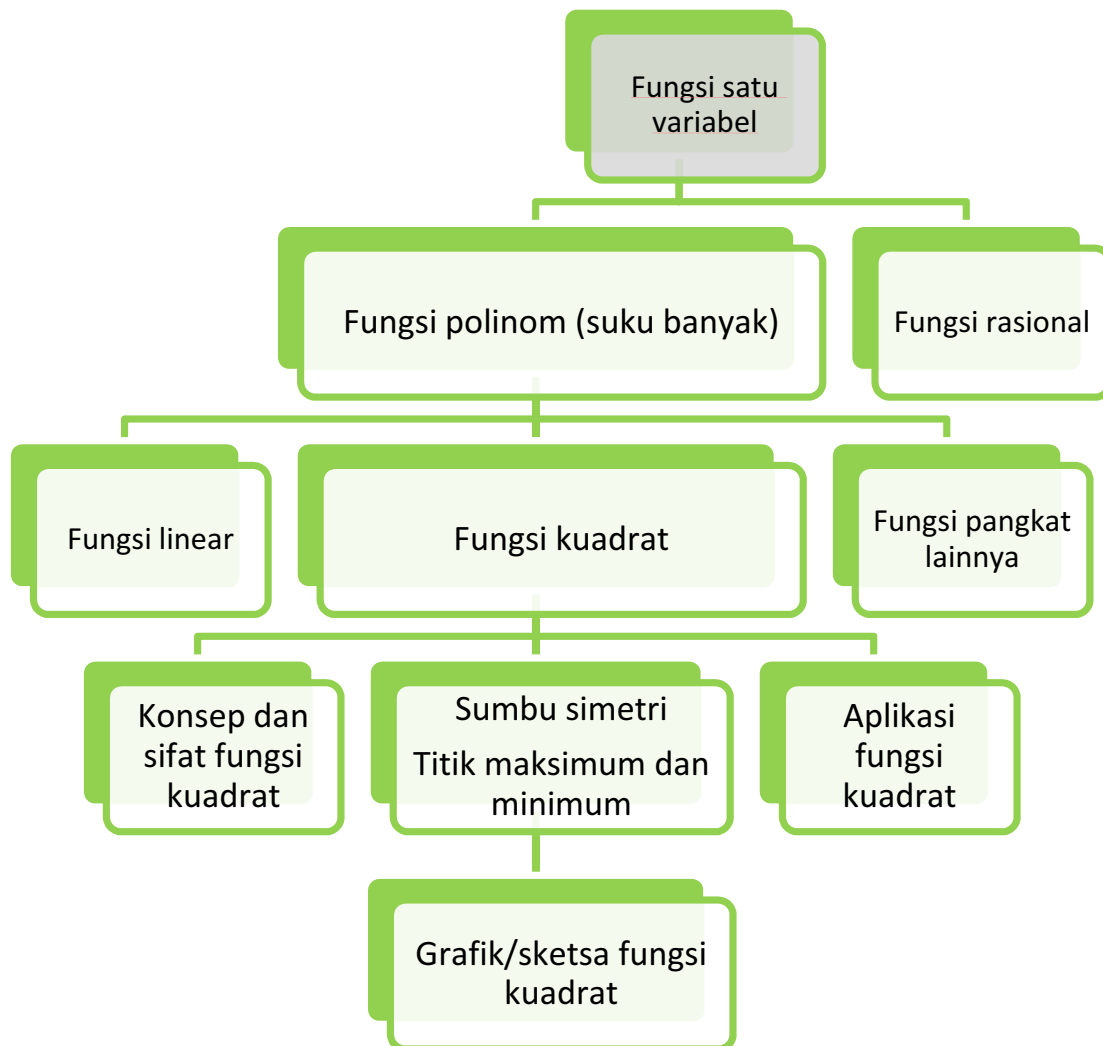 Fungsi satu
variabel
Fungsi polinom (suku banyak)
Fungsi rasional
Fungsi linear
Fungsi kuadrat
Fungsi pangkat
lainnya
Konsep dan
sifat fungsi
kuadrat
Sumbu simetri
Titik maksimum dan
minimum
Aplikasi
fungsi
kuadrat
Grafik/sketsa fungsi
kuadrat